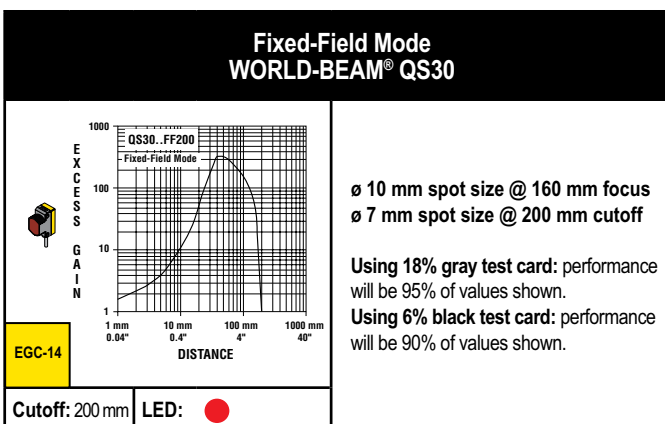 Fixed-Field Mode
WORLD-BEAM® QS30
EXCESS GAIN
1000
100
10
1
QS30..FF200
Fixed-Field Mode
1 mm 10 mm 100 mm 1000 mm
0.04" 0.4" 4" 40"
DISTANCE
EGC-14
Cutoff: 200 mm
LED:
ø 10 mm spot size @ 160 mm focus
ø 7 mm spot size @ 200 mm cutoff
Using 18% gray test card: performance
will be 95% of values shown.
Using 6% black test card: performance
will be 90% of values shown.